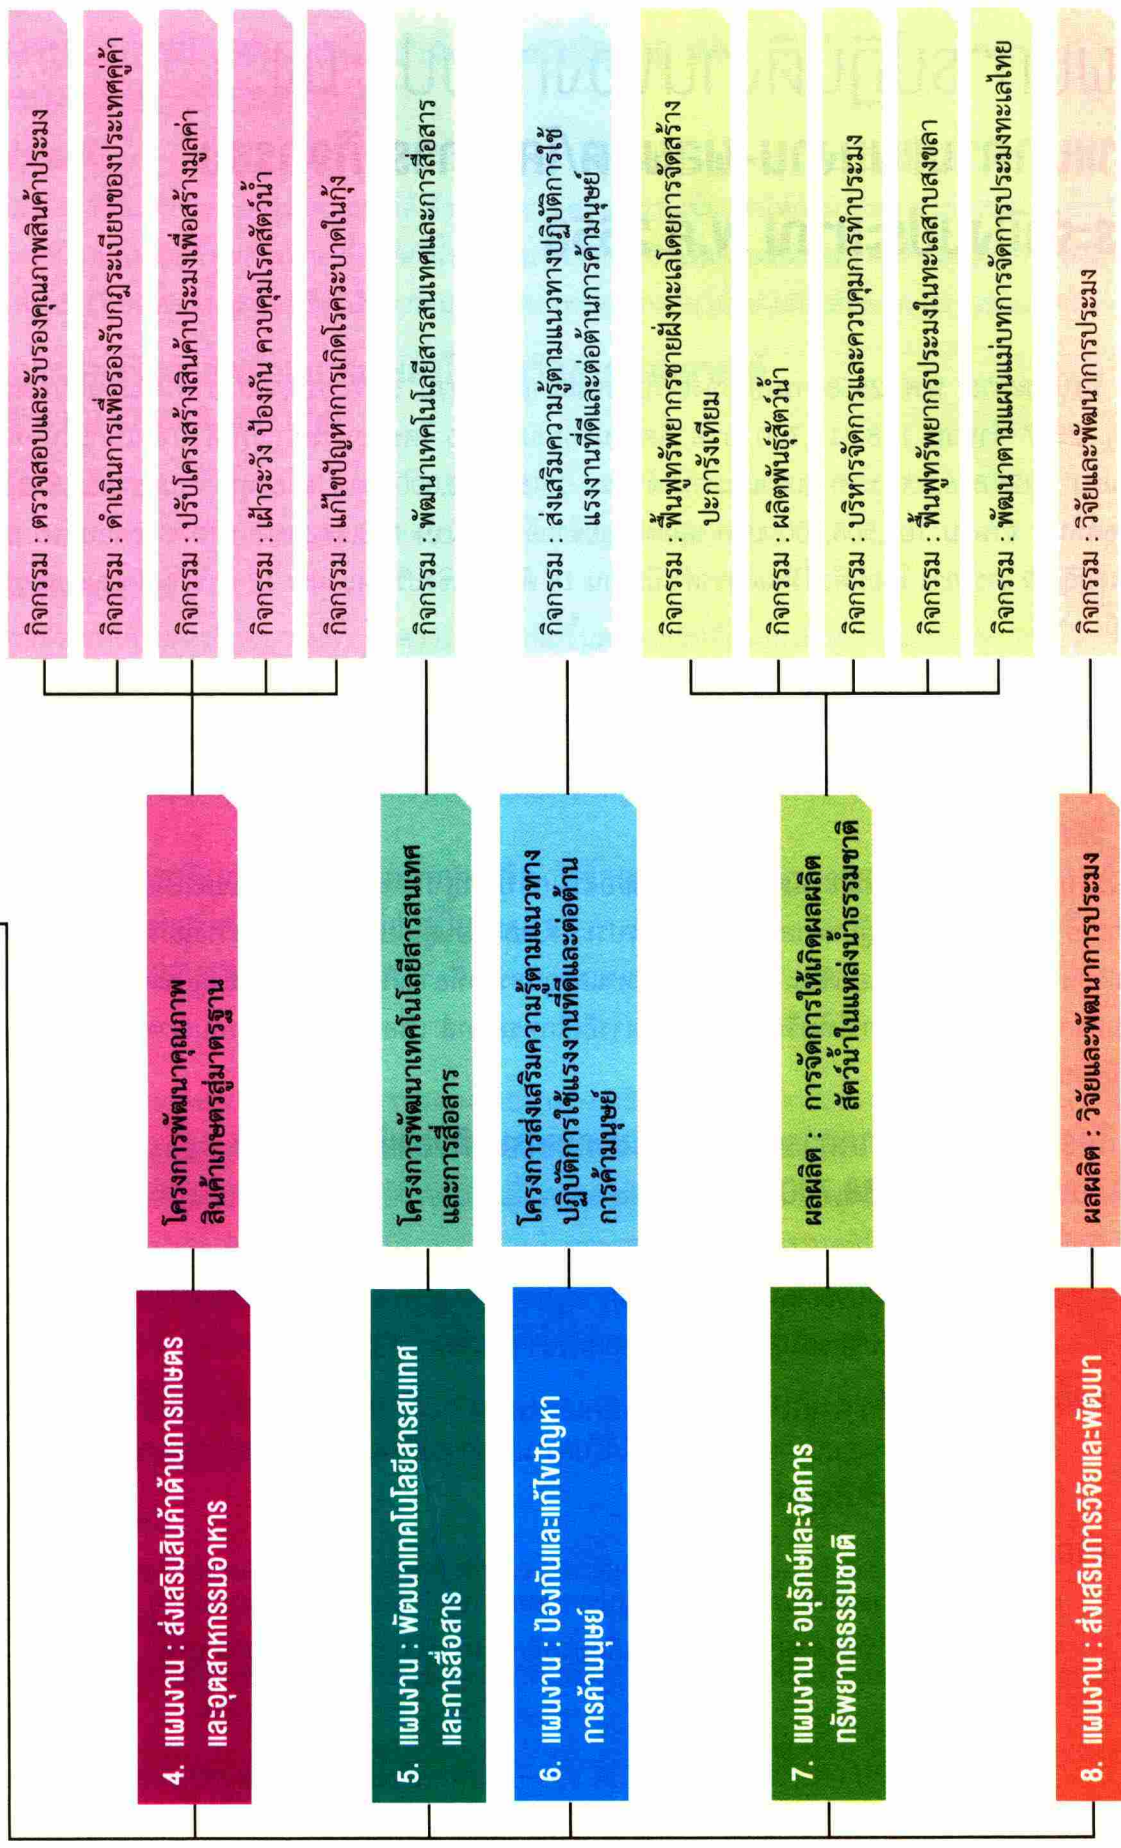 4. แผนงาน : ส่งเสริมสินค้าด้านการเกษตร
และอุตสาหกรรมอาหาร
โครงการพัฒนาคุณภาพ
สินค้าเกษตรสู่มาตรฐาน
กิจกรรม : ตรวจสอบและรับรองคุณภาพสินค้าประมง
กิจกรรม : ดำเนินการเพื่อรองรับกฎระเบียบของประเทศคู่ค้า
กิจกรรม : ปรับโครงสร้างสินค้าประมงเพื่อสร้างมูลค่า
กิจกรรม : เฝ้าระวัง ป้องกัน ควบคุมโรคสัตว์น้ำ
กิจกรรม : แก้ไขปัญหาการเกิดโรคระบาดในกุ้ง
5. แผนงาน : พัฒนาเทคโนโลยีสารสนเทศ
และการสื่อสาร
โครงการพัฒนาเทคโนโลยีสารสนเทศ
และการสื่อสาร
กิจกรรม : พัฒนาเทคโนโลยีสารสนเทศและการสื่อสาร
6. แผนงาน : ป้องกันและแก้ไขปัญหา
การค้ามนุษย์
โครงการส่งเสริมความรู้ตามแนวทาง
ปฏิบัติการใช้แรงงานที่ดีและต่อต้าน
การค้ามนุษย์
กิจกรรม : ส่งเสริมความรู้ตามแนวทางปฏิบัติการใช้
แรงงานที่ดีและต่อต้านการค้ามนุษย์
7. แผนงาน : อนุรักษ์และจัดการ
ทรัพยากรธรรมชาติ
ผลผลิต : การจัดการให้เกิดผลผลิต
สัตว์น้ำในแหล่งน้ำธรรมชาติ
กิจกรรม : ฟื้นฟูทรัพยากรชายฝั่งทะเลโดยการจัดสร้าง
ปะการังเทียม
กิจกรรม : ผลิตพันธุ์สัตว์น้ำ
กิจกรรม : บริหารจัดการและควบคุมการทำประมง
กิจกรรม : ฟื้นฟูทรัพยากรประมงในทะเลสาบสงขลา
กิจกรรม : พัฒนาตามแผนแม่บทการจัดการประมงทะเลไทย
8. แผนงาน : ส่งเสริมการวิจัยและพัฒนา
ผลผลิต : วิจัยและพัฒนาการประมง
กิจกรรม : วิจัยและพัฒนาการประมง